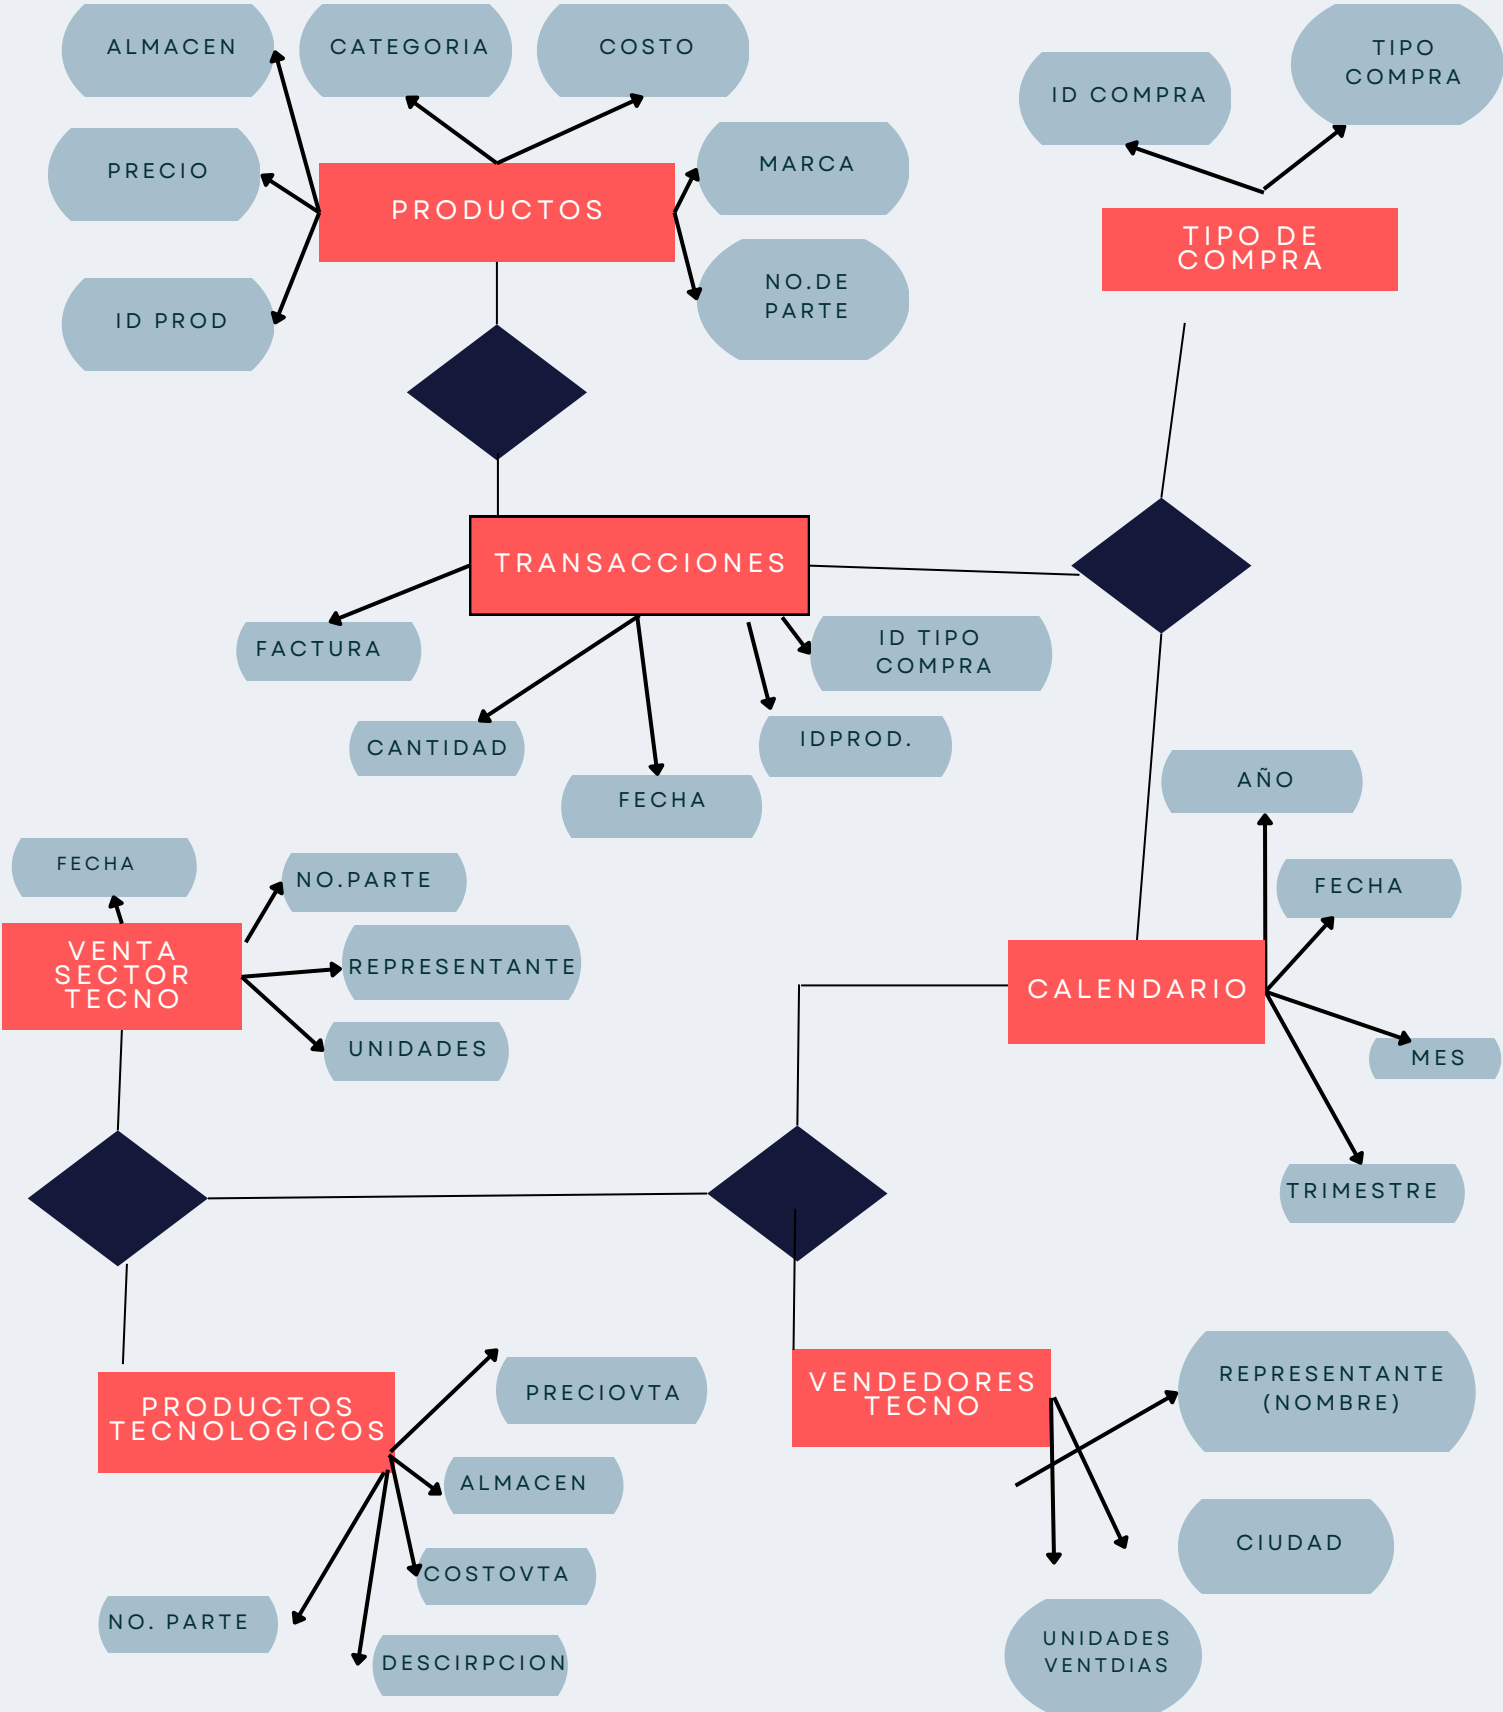 ALMACEN
CATEGORIA
COSTO
TIPO
COMPRA
ID COMPRA
PRECIO
MARCA
PRODUCTOS
TIPO DE
COMPRA
NO.DE
PARTE
ID PROD
TRANSACCIONES
FACTURA
ID TIPO
COMPRA
CANTIDAD
IDPROD.
FECHA
AÑO
FECHA
NO.PARTE
FECHA
VENTA
SECTOR
TECNO
REPRESENTANTE
CALENDARIO
UNIDADES
MES
TRIMESTRE
PRODUCTOS
TECNOLOGICOS
PRECIOVTA
VENDEDORES
TECNO
REPRESENTANTE
(NOMBRE)
ALMACEN
CIUDAD
COSTOVTA
NO. PARTE
DESCIRPCION
UNIDADES
VENTDIAS